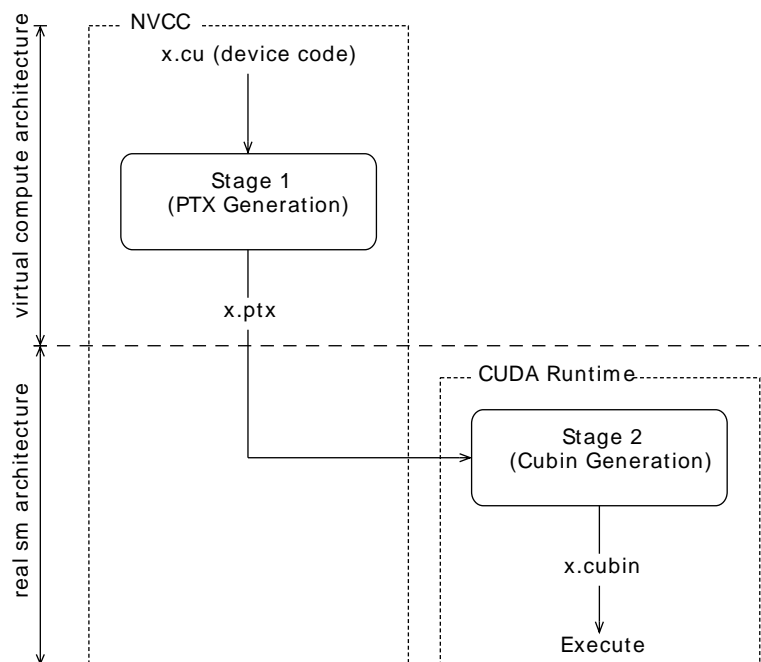 NVCC
x.cu (device code)
virtual compute architecture
Stage 1
(PTX Generation)
x.ptx
real sm architecture
CUDA Runtime
Stage 2
(Cubin Generation)
x.cubin
Execute